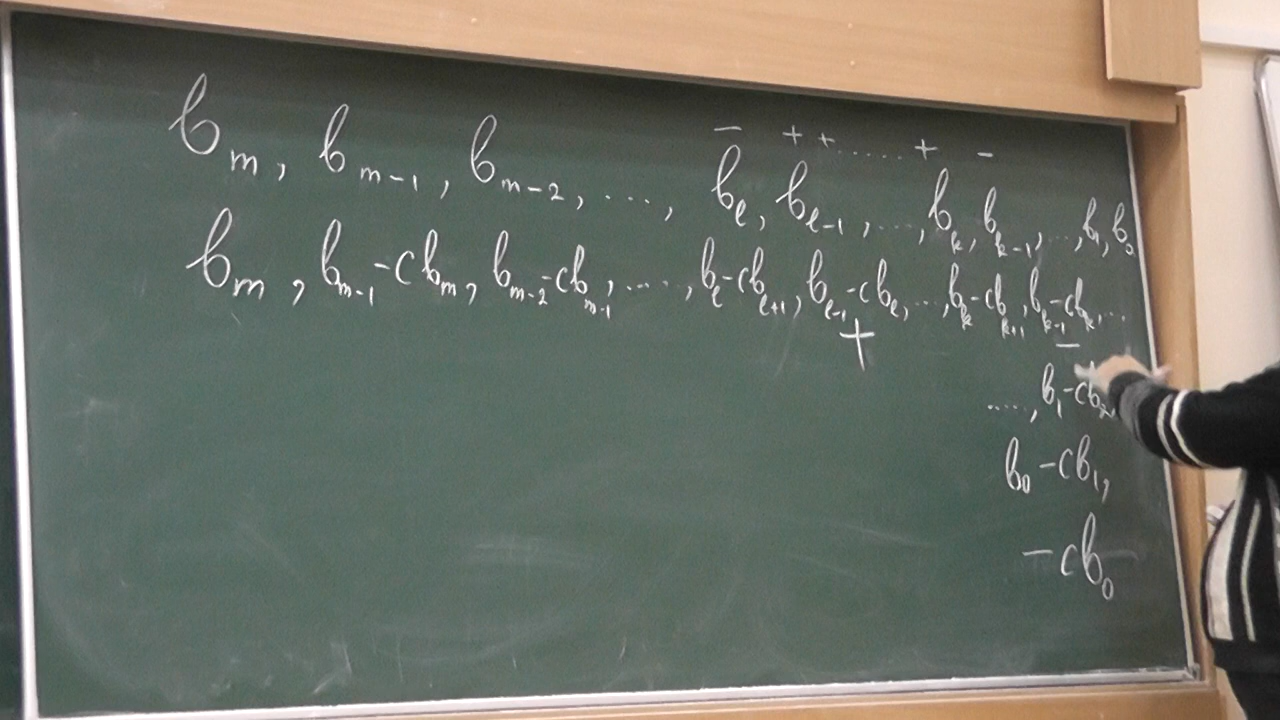 − + + ...... + −
b_m, b_{m-1}, b_{m-2}, ..., b_ℓ, b_{ℓ-1}, ..., b_k, b_{k-1}, ..., b_1, b_0
b_m, b_{m-1}-cb_m, b_{m-2}-cb_{m-1}, ..., b_ℓ-cb_{ℓ+1}, b_{ℓ-1}-cb_ℓ, ..., b_k-cb_{k+1}, b_{k-1}-cb_k, ...
+ −
...., b_1-cb_2,
b_0-cb_1,
-cb_0